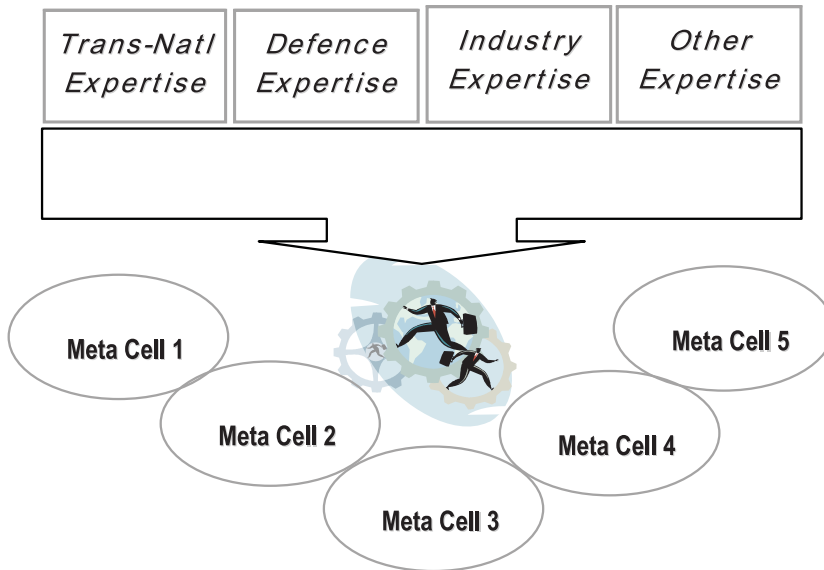 Trans-Natl
Expertise
Defence
Expertise
Industry
Expertise
Other
Expertise
Meta Cell 1
Meta Cell 2
Meta Cell 3
Meta Cell 4
Meta Cell 5